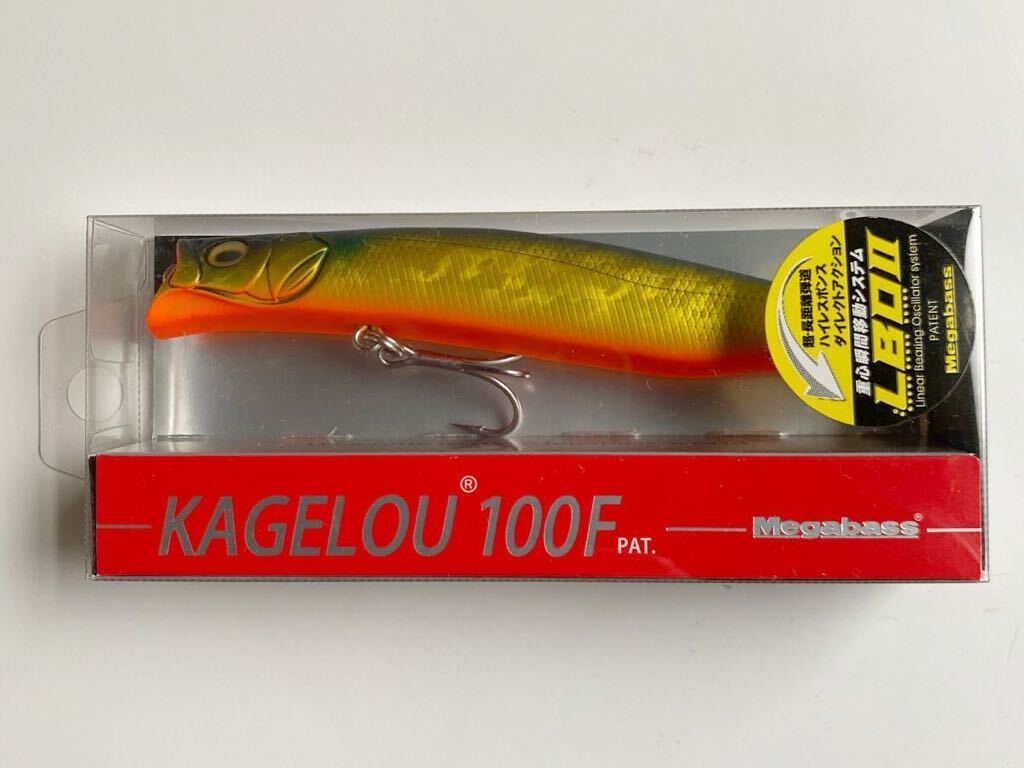 超・長距離弾道
ハイレスポンス
ダイレクトアクション
重心瞬間移動システム
LBOII
Linear Bearing Oscillator system
PATENT
Megabass
KAGELOU® 100F PAT.
Megabass®